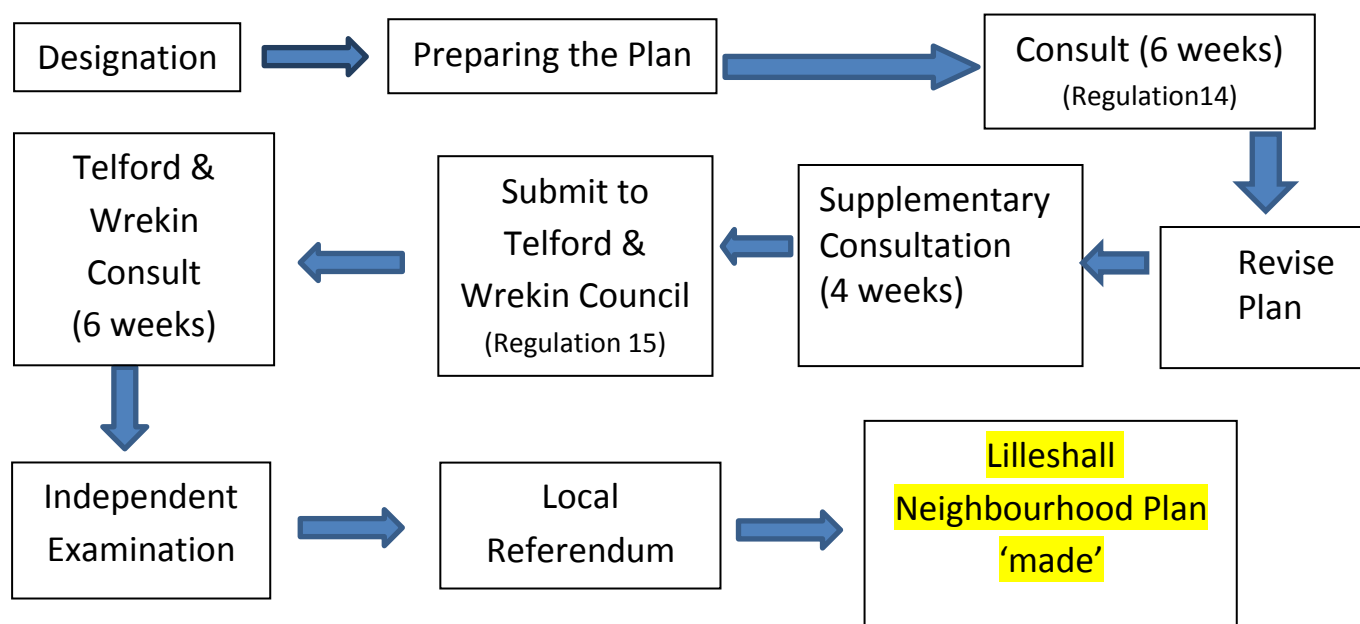 Designation
Preparing the Plan
Consult (6 weeks)
(Regulation14)
Revise
Plan
Supplementary
Consultation
(4 weeks)
Submit to
Telford &
Wrekin Council
(Regulation 15)
Telford &
Wrekin
Consult
(6 weeks)
Independent
Examination
Local
Referendum
Lilleshall
Neighbourhood Plan
‘made’